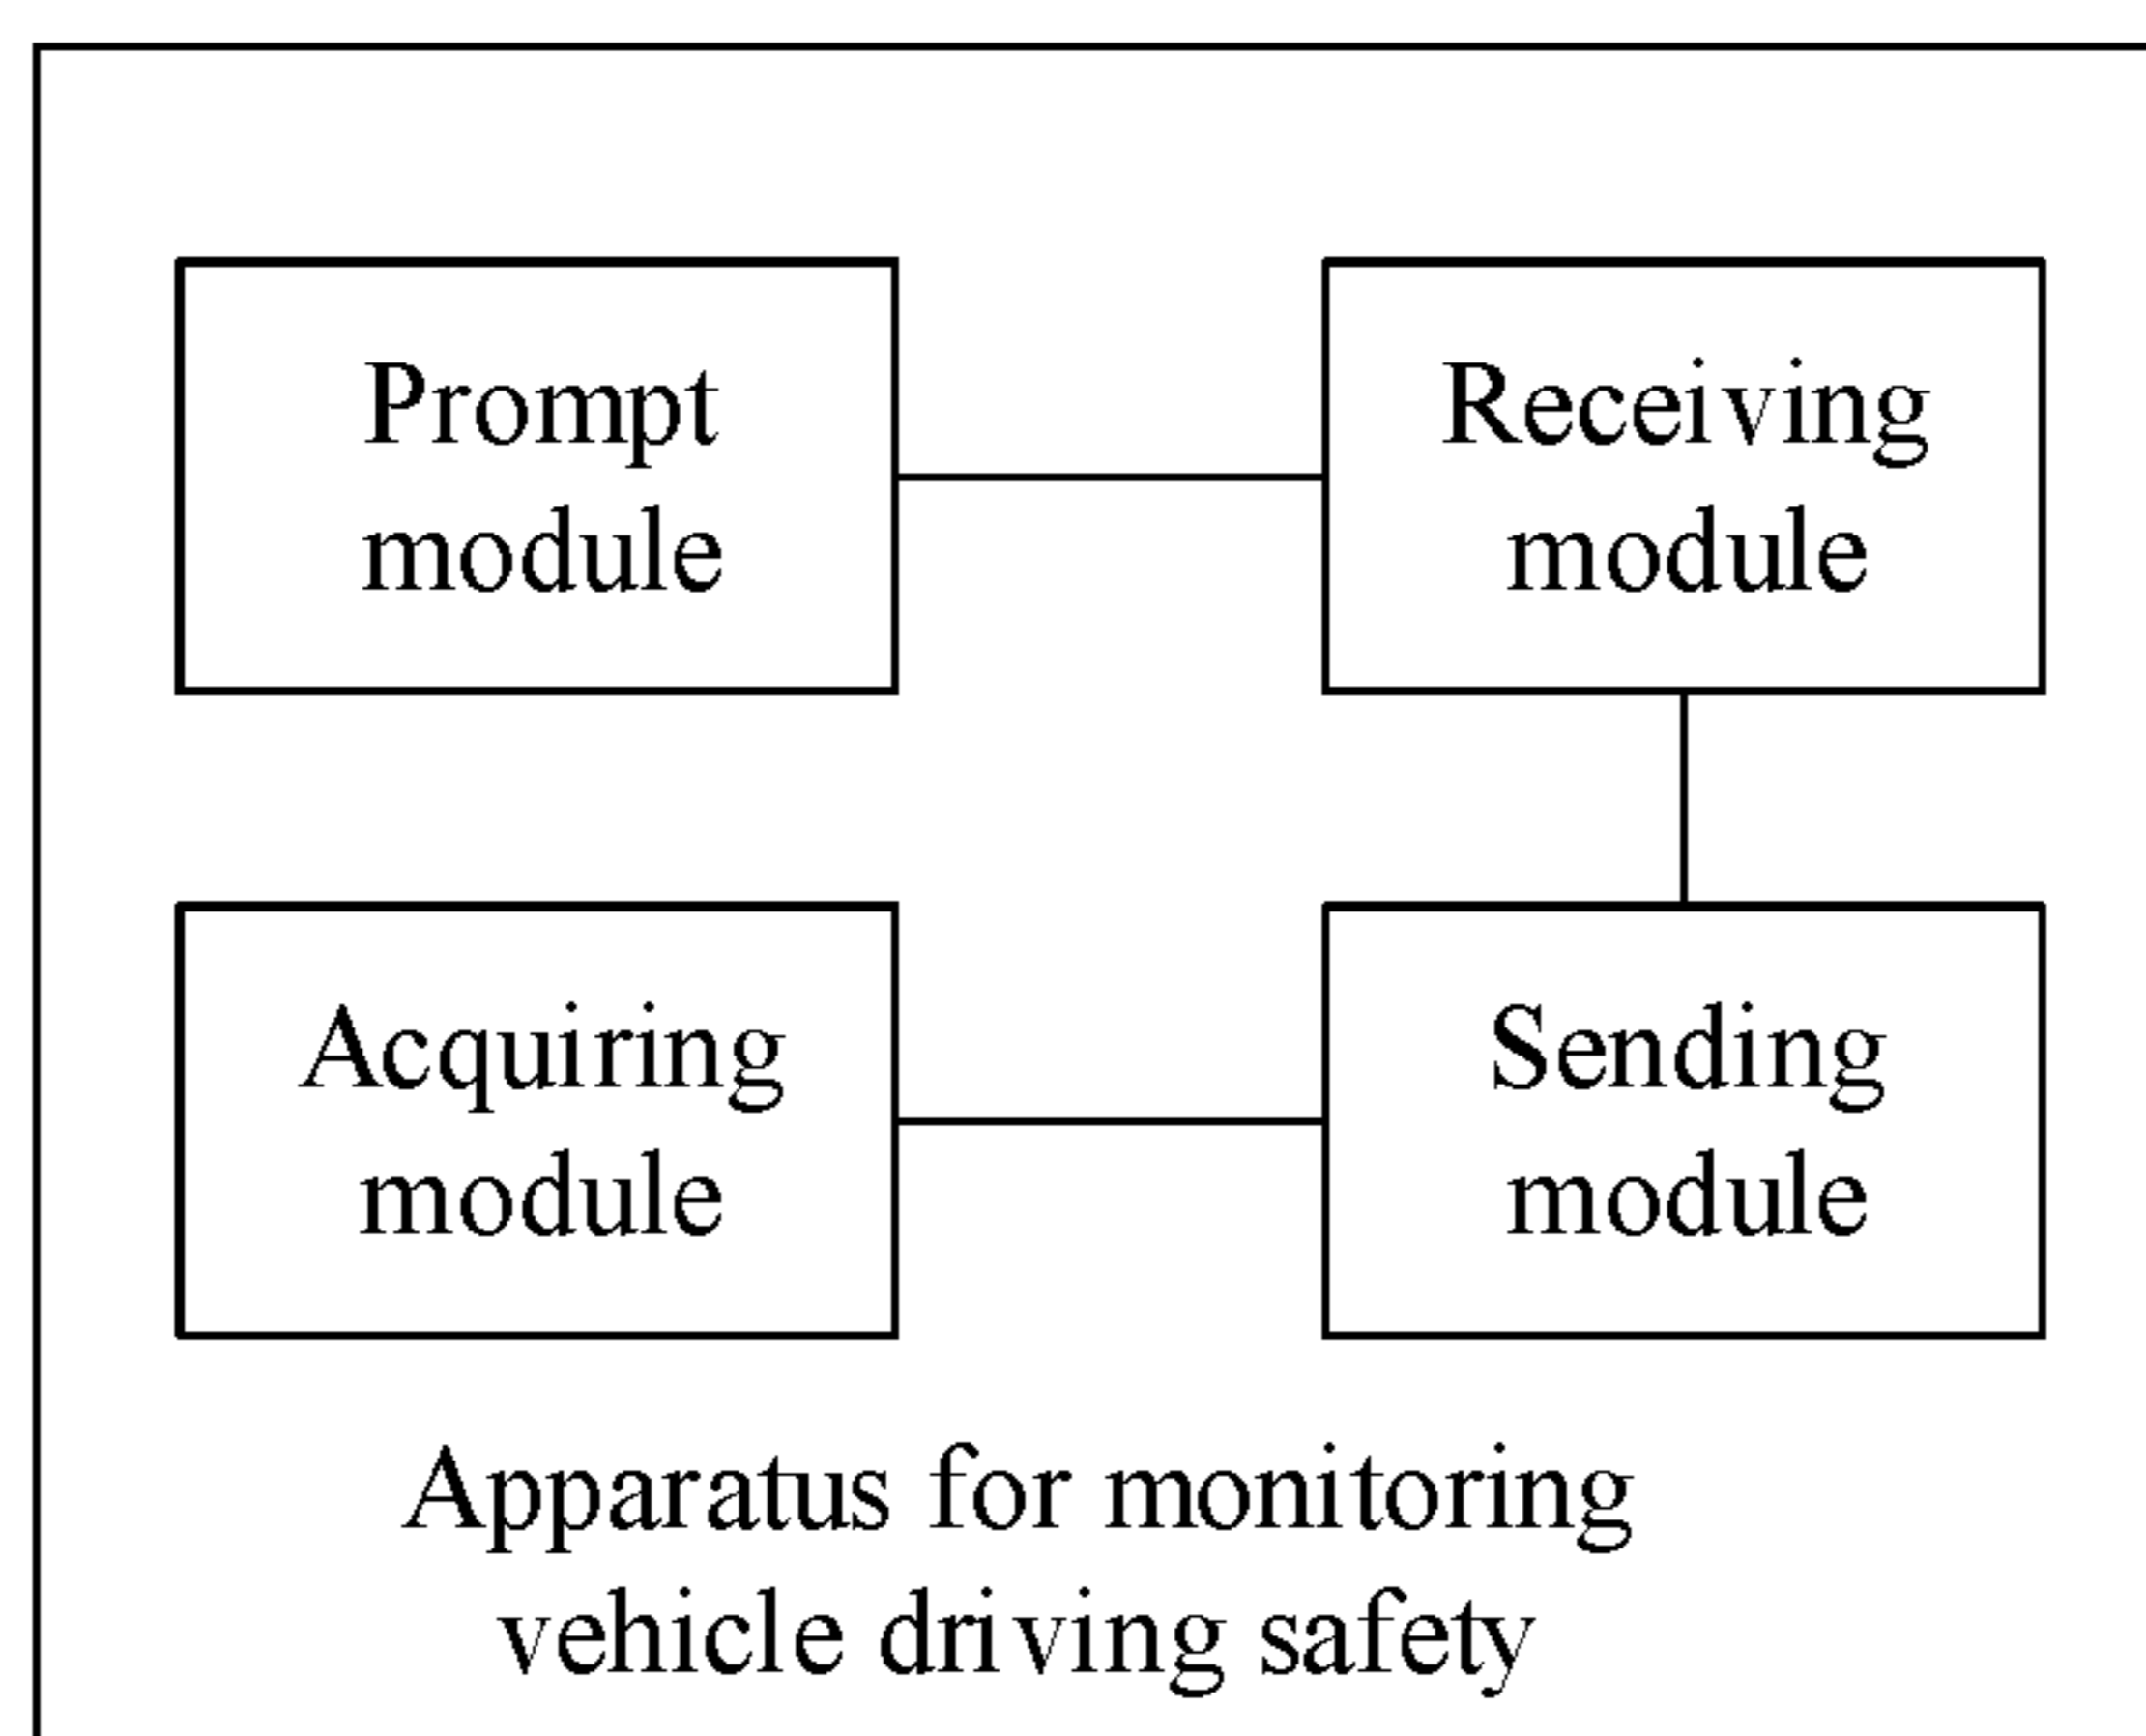 Prompt
module
Receiving
module
Acquiring
module
Sending
module
Apparatus for monitoring
vehicle driving safety